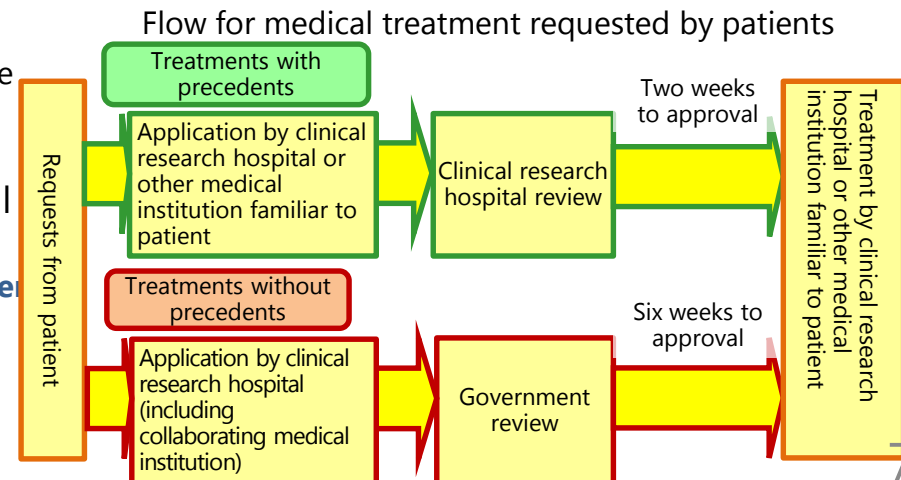 Flow for medical treatment requested by patients
Requests from patient
Treatments with
precedents
Application by clinical
research hospital or
other medical
institution familiar to
patient
Clinical research
hospital review
Two weeks
to approval
Treatments without
precedents
Application by clinical
research hospital
(including
collaborating medical
institution)
Government
review
Six weeks to
approval
Treatment by clinical research
hospital or other medical
institution familiar to patient